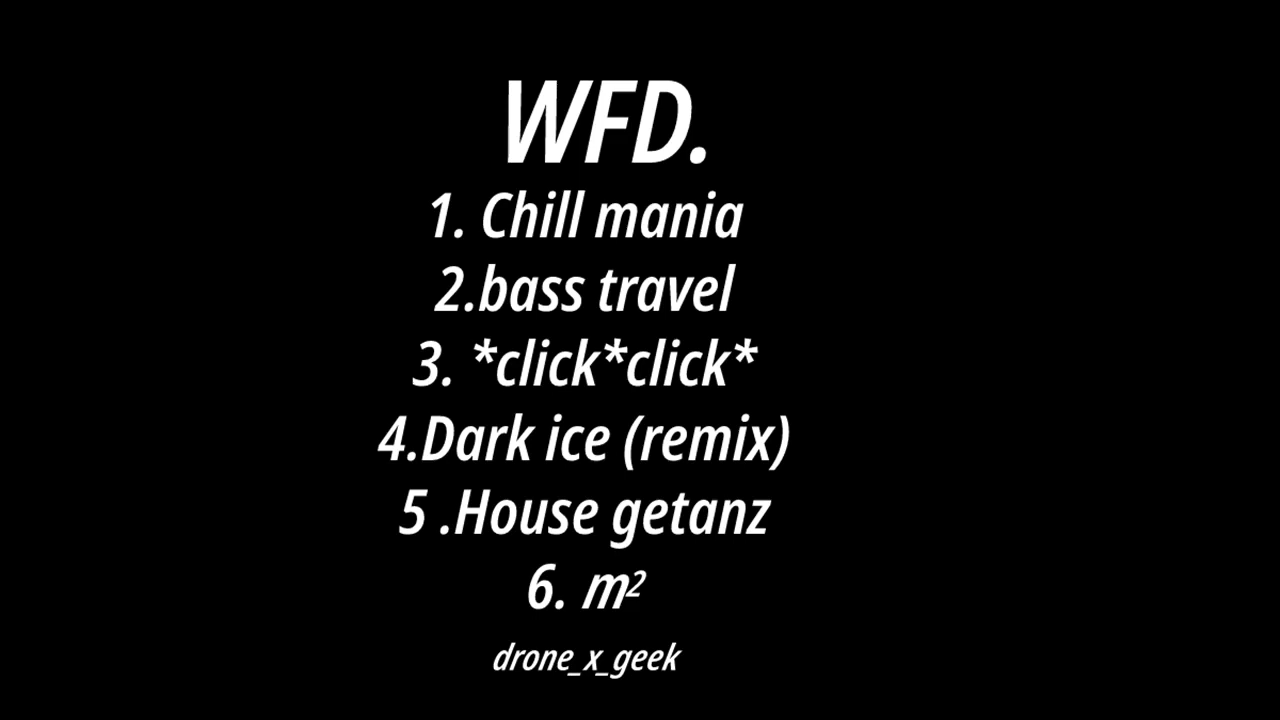 WFD.
1. Chill mania
2.bass travel
3. *click*click*
4.Dark ice (remix)
5 .House getanz
6. m²
drone_x_geek